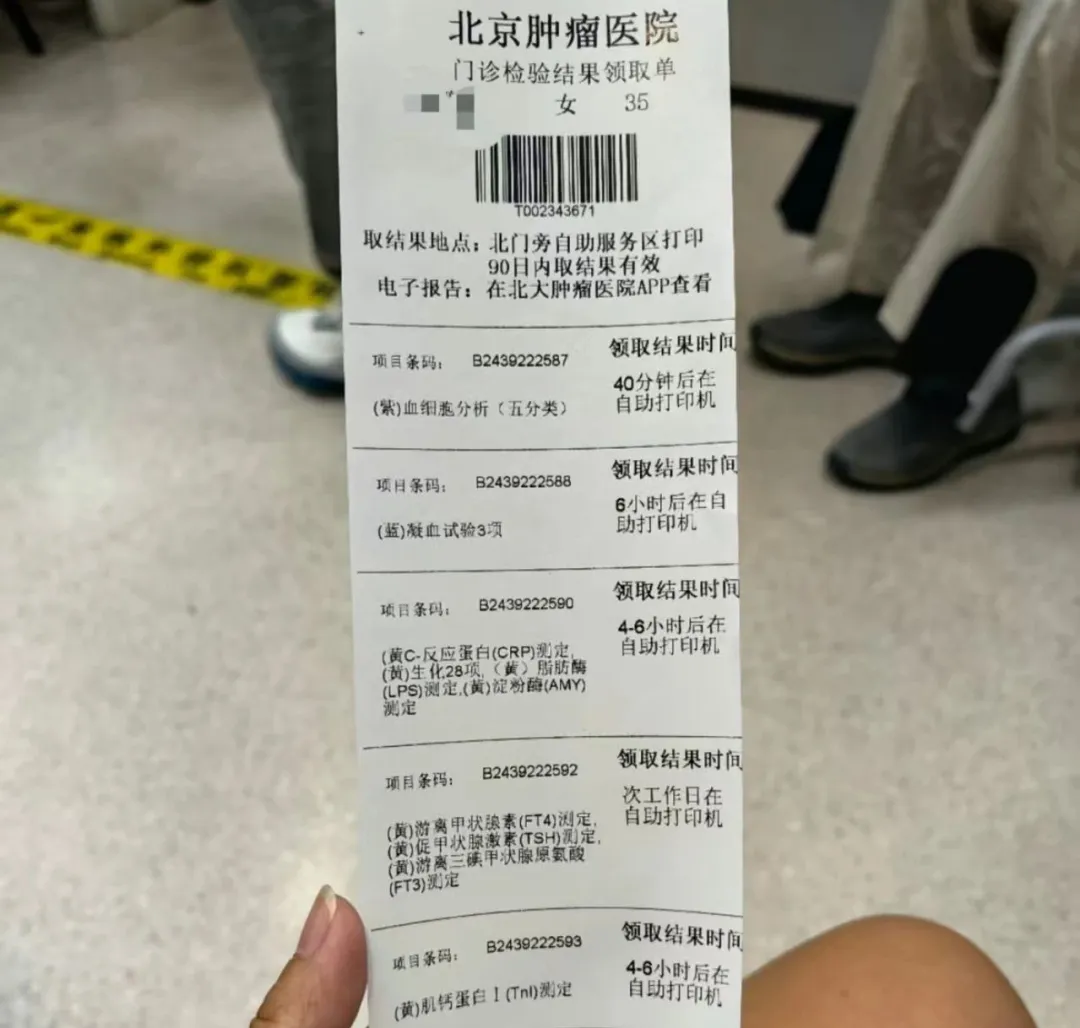 北京肿瘤医院
门诊检验结果领取单
女 35
T002343671
取结果地点：北门旁自助服务区打印
90日内取结果有效
电子报告：在北大肿瘤医院APP查看
项目条码： B2439222587 领取结果时间
(紫)血细胞分析（五分类） 40分钟后在
自助打印机
项目条码： B2439222588 领取结果时间
(蓝)凝血试验3项 6小时后在自
助打印机
项目条码： B2439222590 领取结果时间
4-6小时后在
自助打印机
(黄C-反应蛋白(CRP)测定,
(黄)生化28项,（黄）脂肪酶
(LPS)测定,(黄)淀粉酶(AMY)
测定
项目条码： B2439222592 领取结果时间
次工作日在
自助打印机
(黄)游离甲状腺素(FT4)测定,
(黄)促甲状腺激素(TSH)测定,
(黄)游离三碘甲状腺原氨酸
(FT3)测定
项目条码： B2439222593 领取结果时间
(黄)肌钙蛋白Ⅰ(TnI)测定 4-6小时后在
自助打印机